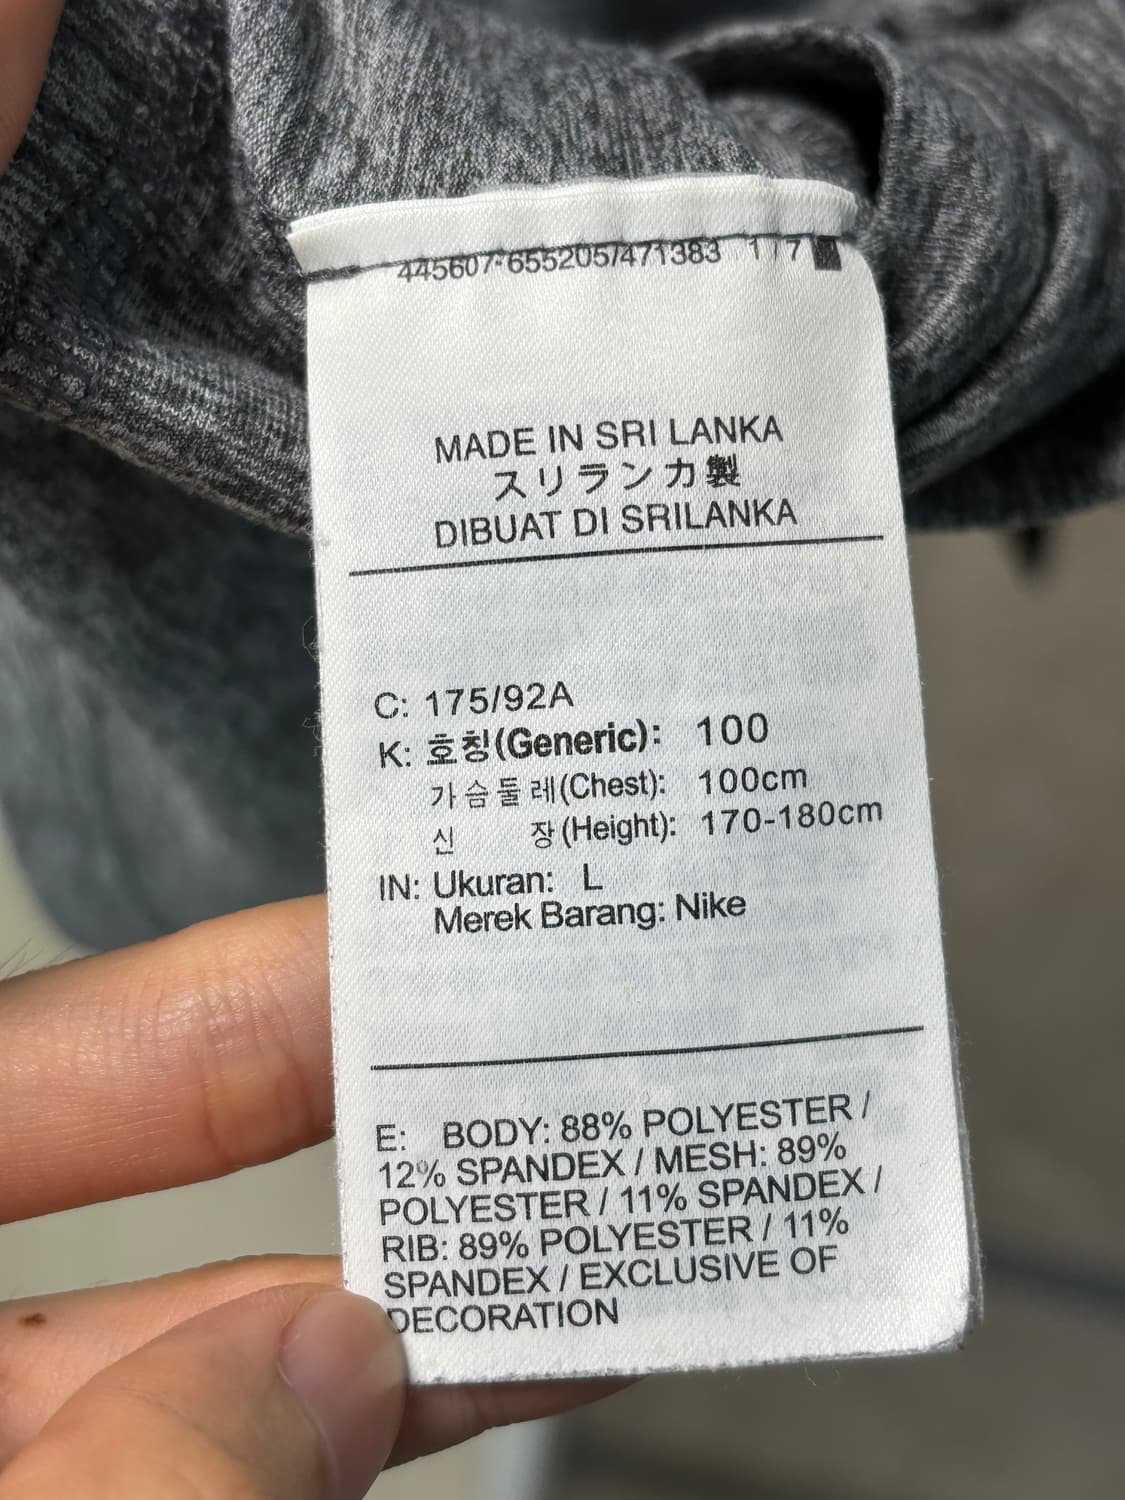 445607-655205/471383 1 7
MADE IN SRI LANKA
スリランカ製
DIBUAT DI SRILANKA
C: 175/92A
K: 호칭(Generic): 100
가슴둘레(Chest): 100cm
신 장(Height): 170-180cm
IN: Ukuran: L
Merek Barang: Nike
E: BODY: 88% POLYESTER /
12% SPANDEX / MESH: 89%
POLYESTER / 11% SPANDEX /
RIB: 89% POLYESTER / 11%
SPANDEX / EXCLUSIVE OF
DECORATION